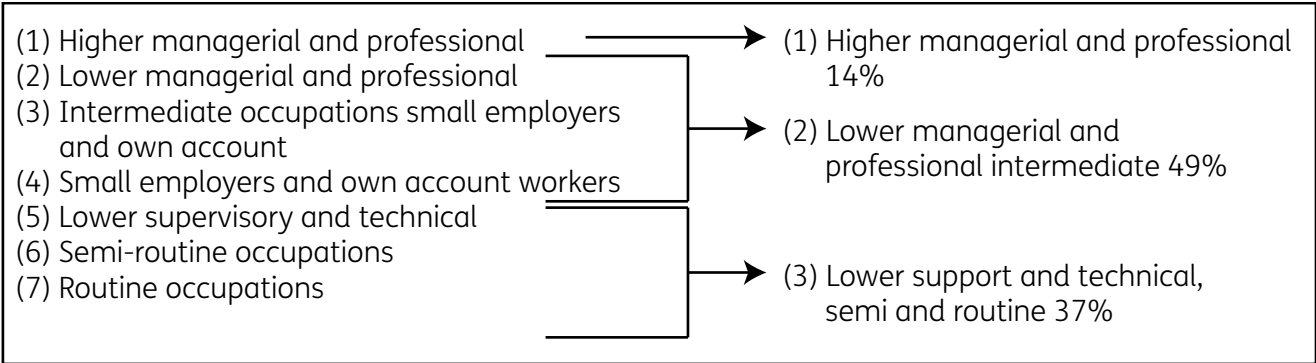 (1) Higher managerial and professional
(2) Lower managerial and professional
(3) Intermediate occupations small employers
and own account
(4) Small employers and own account workers
(5) Lower supervisory and technical
(6) Semi-routine occupations
(7) Routine occupations
(1) Higher managerial and professional
14%
(2) Lower managerial and
professional intermediate 49%
(3) Lower support and technical,
semi and routine 37%